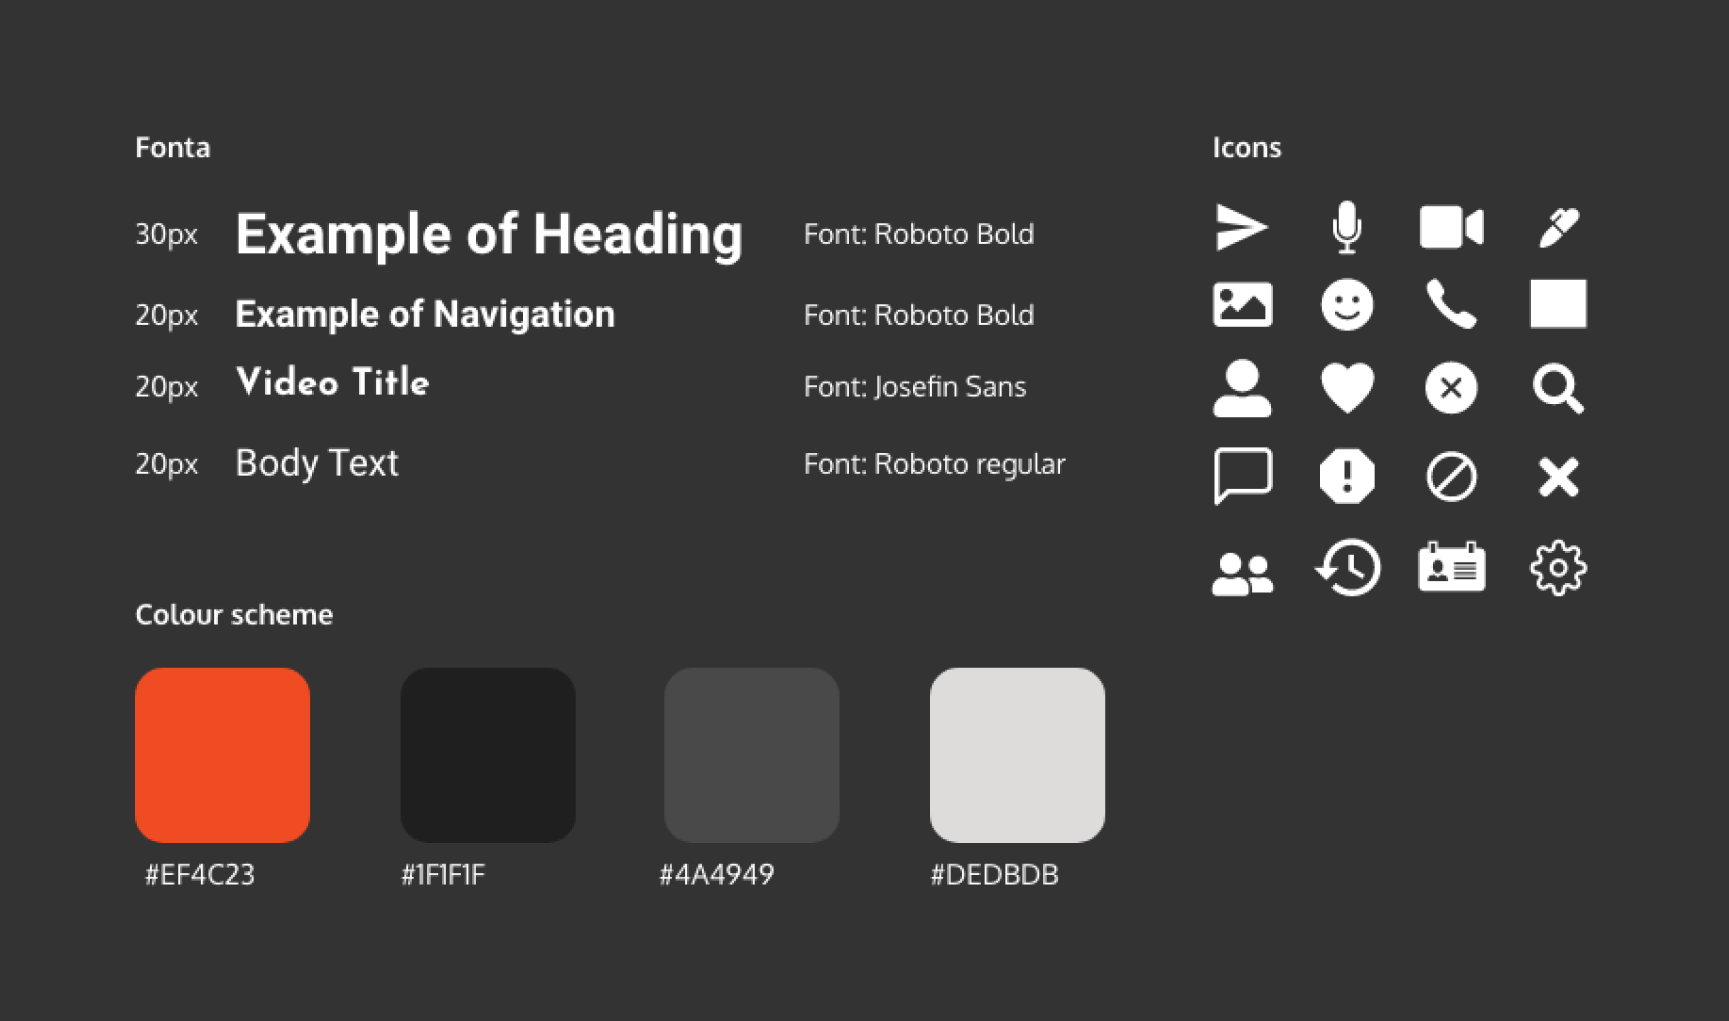 Fonta
30px Example of Heading Font: Roboto Bold
20px Example of Navigation Font: Roboto Bold
20px Video Title Font: Josefin Sans
20px Body Text Font: Roboto regular
Icons
Colour scheme
#EF4C23 #1F1F1F #4A4949 #DEDBDB